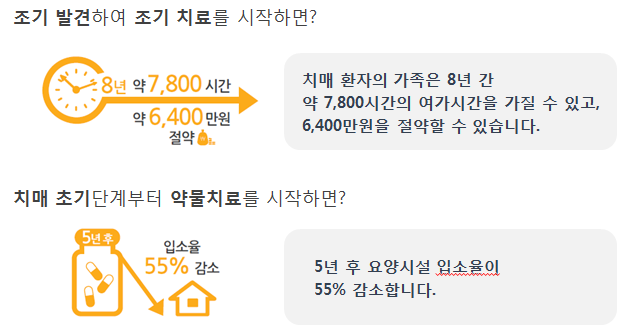 조기 발견하여 조기 치료를 시작하면?
8년 약 7,800 시간
약 6,400 만원
절약
치매 환자의 가족은 8년 간
약 7,800시간의 여가시간을 가질 수 있고,
6,400만원을 절약할 수 있습니다.
치매 초기단계부터 약물치료를 시작하면?
5년 후
입소율
55% 감소
5년 후 요양시설 입소율이
55% 감소합니다.